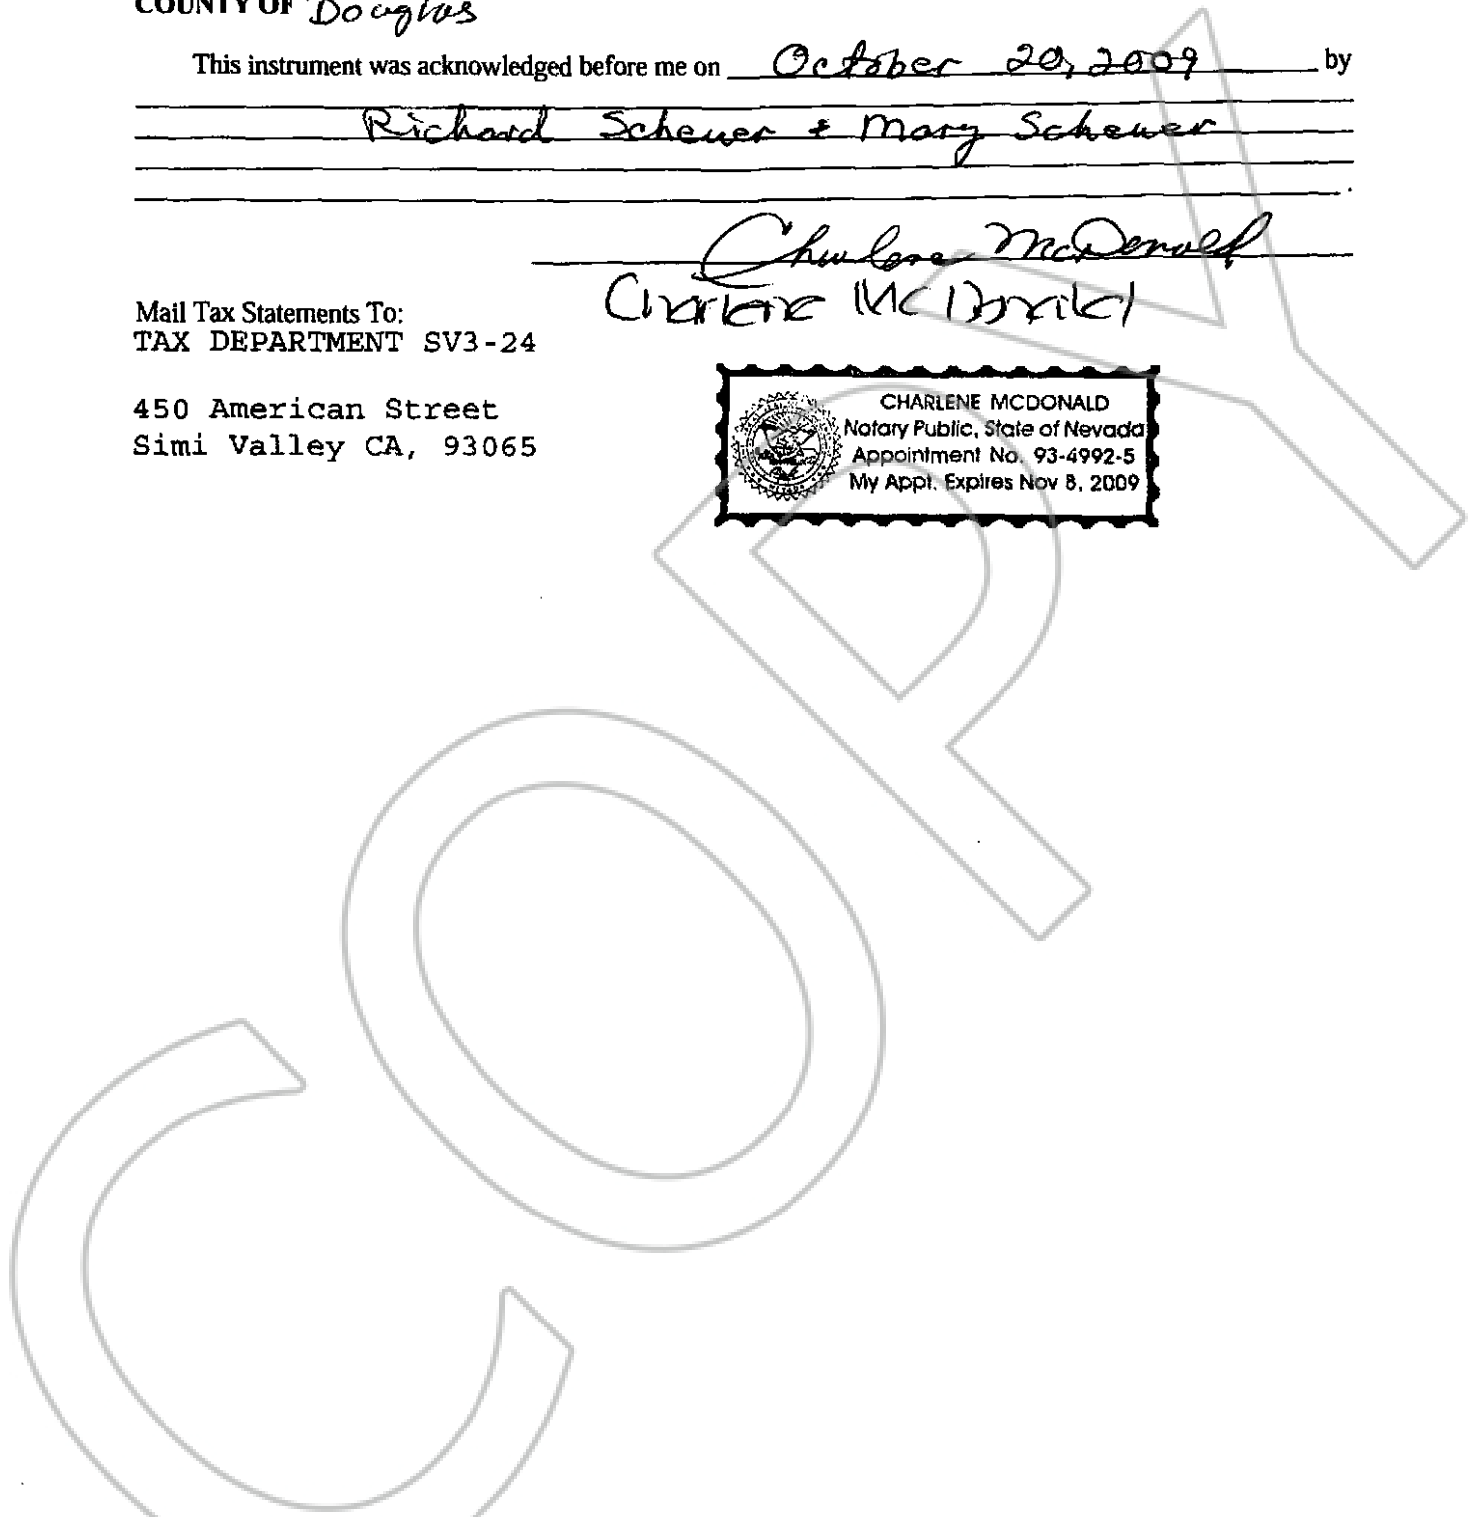 COUNTY OF Douglas
This instrument was acknowledged before me on October 20, 2009 by
Richard Scheuer & Mary Scheuer
Charlene McDonald
Charlene McDonald
Mail Tax Statements To:
TAX DEPARTMENT SV3-24
450 American Street
Simi Valley CA, 93065
CHARLENE MCDONALD
Notary Public, State of Nevada
Appointment No. 93-4992-5
My Appt. Expires Nov 8, 2009
COPY